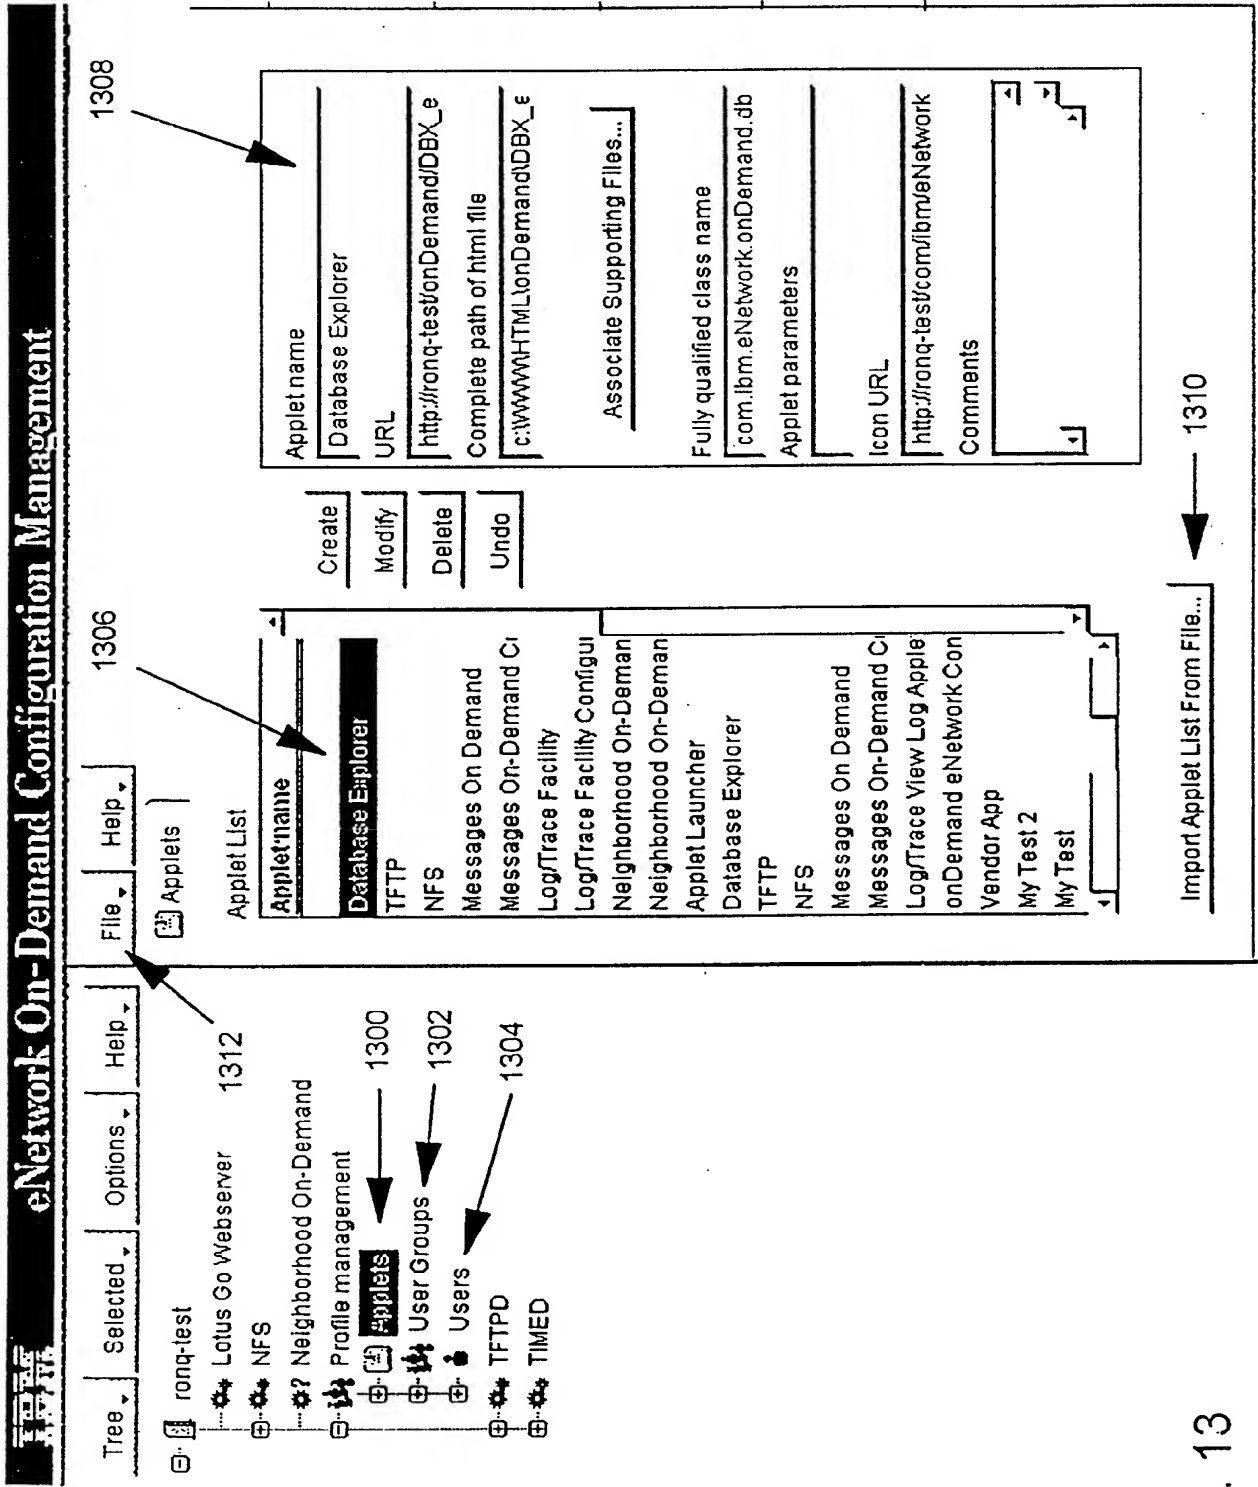 IBM
eNetwork On-Demand Configuration Management
Tree
Selected
Options
Help
ronq-test
Lotus Go Webserver
NFS
? Neighborhood On-Demand
Profile management
Applets
User Groups
Users
TFTPD
TIMED
1312
1300
1302
1304
File
Help
Applets
Applet List
Applet name
Database Explorer
TFTP
NFS
Messages On Demand
Messages On-Demand C
Log/Trace Facility
Log/Trace Facility Configu
Neighborhood On-Deman
Neighborhood On-Deman
Applet Launcher
Database Explorer
TFTP
NFS
Messages On Demand
Messages On-Demand C
Log/Trace View Log Apple
onDemand eNetwork Con
Vendor App
My Test 2
My Test
Import Applet List From File...
1306
1310
Create
Modify
Delete
Undo
1308
Applet name
Database Explorer
URL
http://ronq-test/onDemand/DBX_e
Complete path of html file
c:\WWW\HTML\onDemand\DBX_e
Associate Supporting Files...
Fully qualified class name
com.ibm.eNetwork.onDemand.db
Applet parameters
Icon URL
http://ronq-test/com/ibm/eNetwork
Comments
. 13